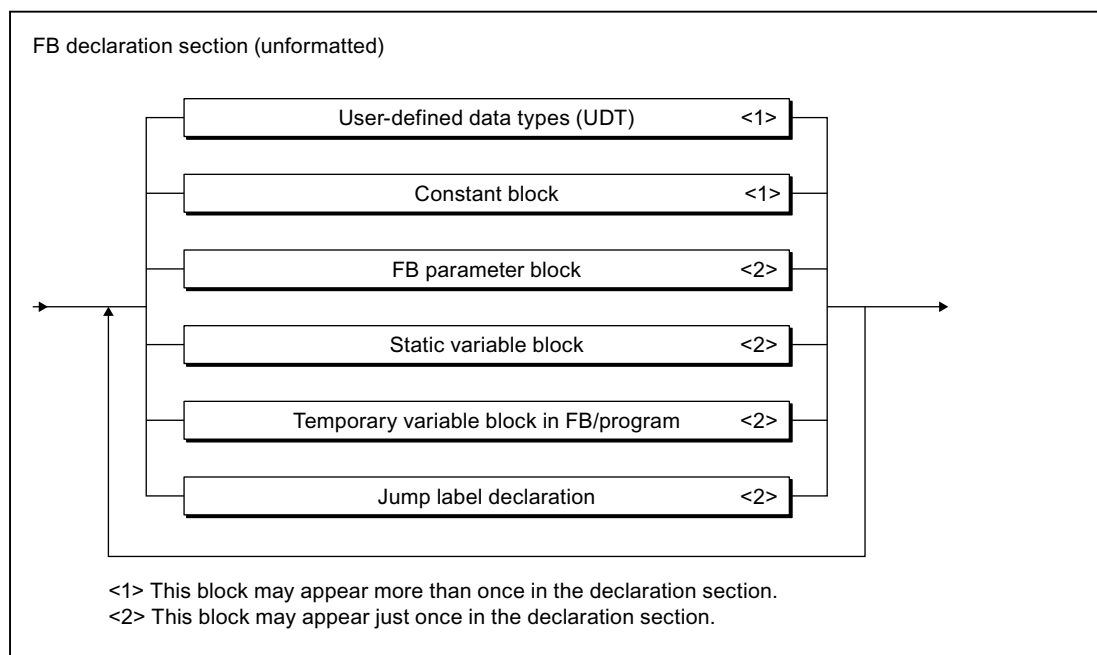 FB declaration section (unformatted)
User-defined data types (UDT) <1>
Constant block <1>
FB parameter block <2>
Static variable block <2>
Temporary variable block in FB/program <2>
Jump label declaration <2>
<1> This block may appear more than once in the declaration section.
<2> This block may appear just once in the declaration section.